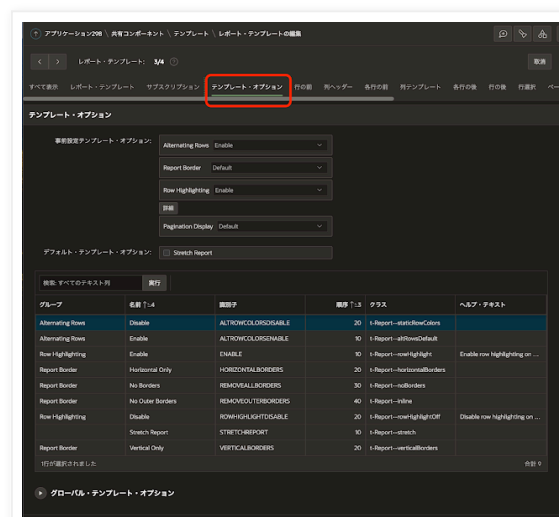 アプリケーション298 \ 共有コンポーネント \ テンプレート \ レポート・テンプレートの編集
レポート・テンプレート: 3/4
取消
すべて表示 レポート・テンプレート サブスクリプション テンプレート・オプション 行の前 列ヘッダー 各行の前 列テンプレート 各行の後 行の後 行選択 ペー
テンプレート・オプション
事前設定テンプレート・オプション: Alternating Rows Enable
Report Border Default
Row Highlighting Enable
詳細
Pagination Display Default
デフォルト・テンプレート・オプション: Stretch Report
検索: すべてのテキスト列 実行
グループ 名前 ↑≟4 識別子 順序 ↑≟3 クラス ヘルプ・テキスト
Alternating Rows Disable ALTROWCOLORSDISABLE 20 t-Report--staticRowColors
Alternating Rows Enable ALTROWCOLORSENABLE 10 t-Report--altRowsDefault
Row Highlighting Enable ENABLE 10 t-Report--rowHighlight Enable row highlighting on ...
Report Border Horizontal Only HORIZONTALBORDERS 20 t-Report--horizontalBorders
Report Border No Borders REMOVEALLBORDERS 30 t-Report--noBorders
Report Border No Outer Borders REMOVEOUTERBORDERS 40 t-Report--inline
Row Highlighting Disable ROWHIGHLIGHTDISABLE 20 t-Report--rowHighlightOff Disable row highlighting on ...
Stretch Report STRETCHREPORT 10 t-Report--stretch
Report Border Vertical Only VERTICALBORDERS 20 t-Report--verticalBorders
1行が選択されました 合計 9
グローバル・テンプレート・オプション